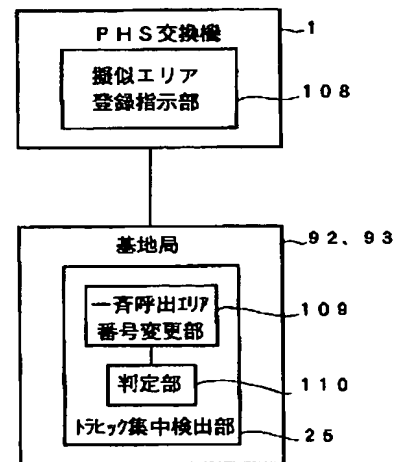 PHS交換機
1
擬似エリア
登録指示部
108
基地局
92、93
一斉呼出エリア
番号変更部
109
判定部
110
トラヒック集中検出部
25